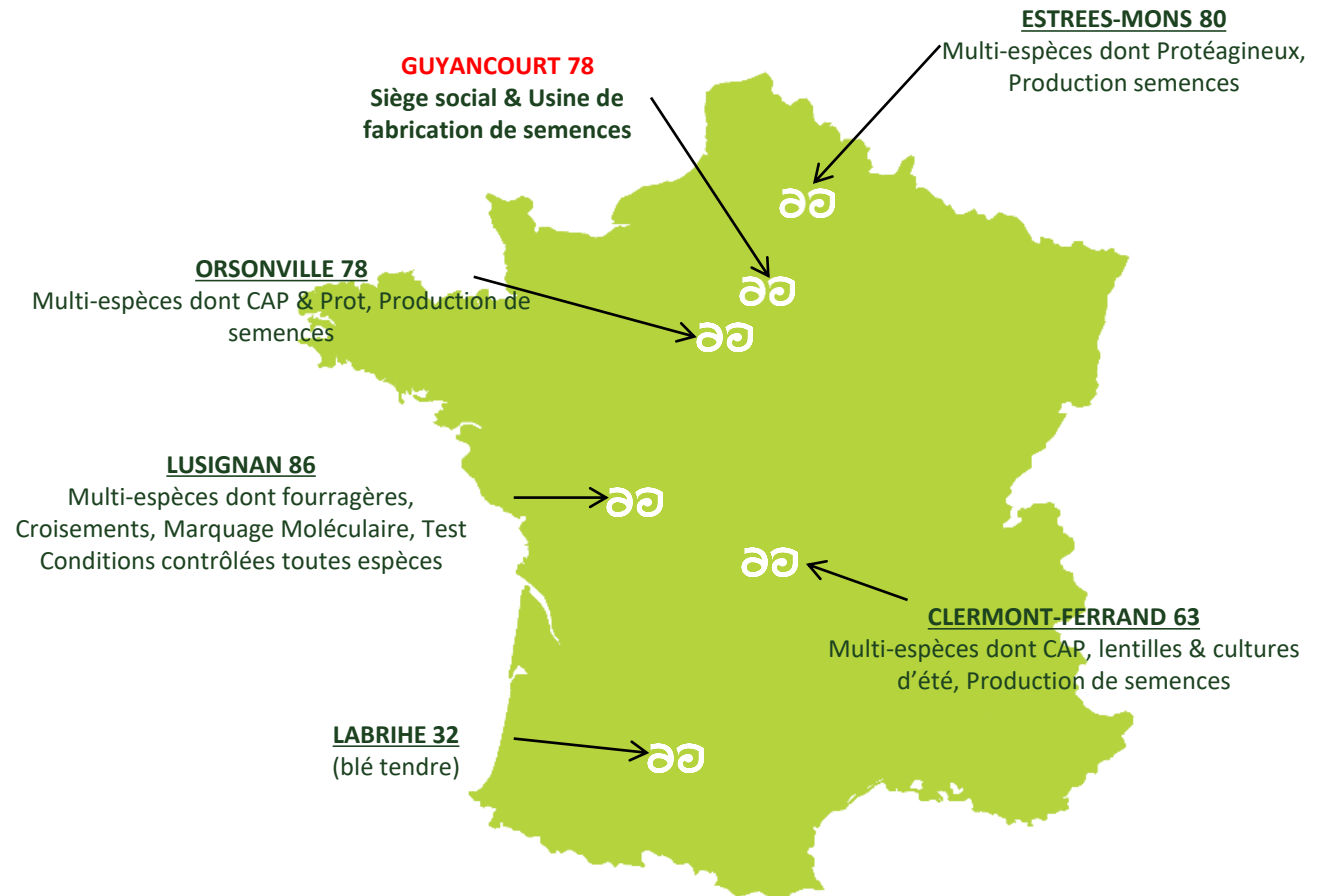 ESTREES-MONS 80
Multi-espèces dont Protéagineux,
Production semences
GUYANCOURT 78
Siège social & Usine de
fabrication de semences
ORSONVILLE 78
Multi-espèces dont CAP & Prot, Production de
semences
LUSIGNAN 86
Multi-espèces dont fourragères,
Croisements, Marquage Moléculaire, Test
Conditions contrôlées toutes espèces
CLERMONT-FERRAND 63
Multi-espèces dont CAP, lentilles & cultures
d’été, Production de semences
LABRIHE 32
(blé tendre)